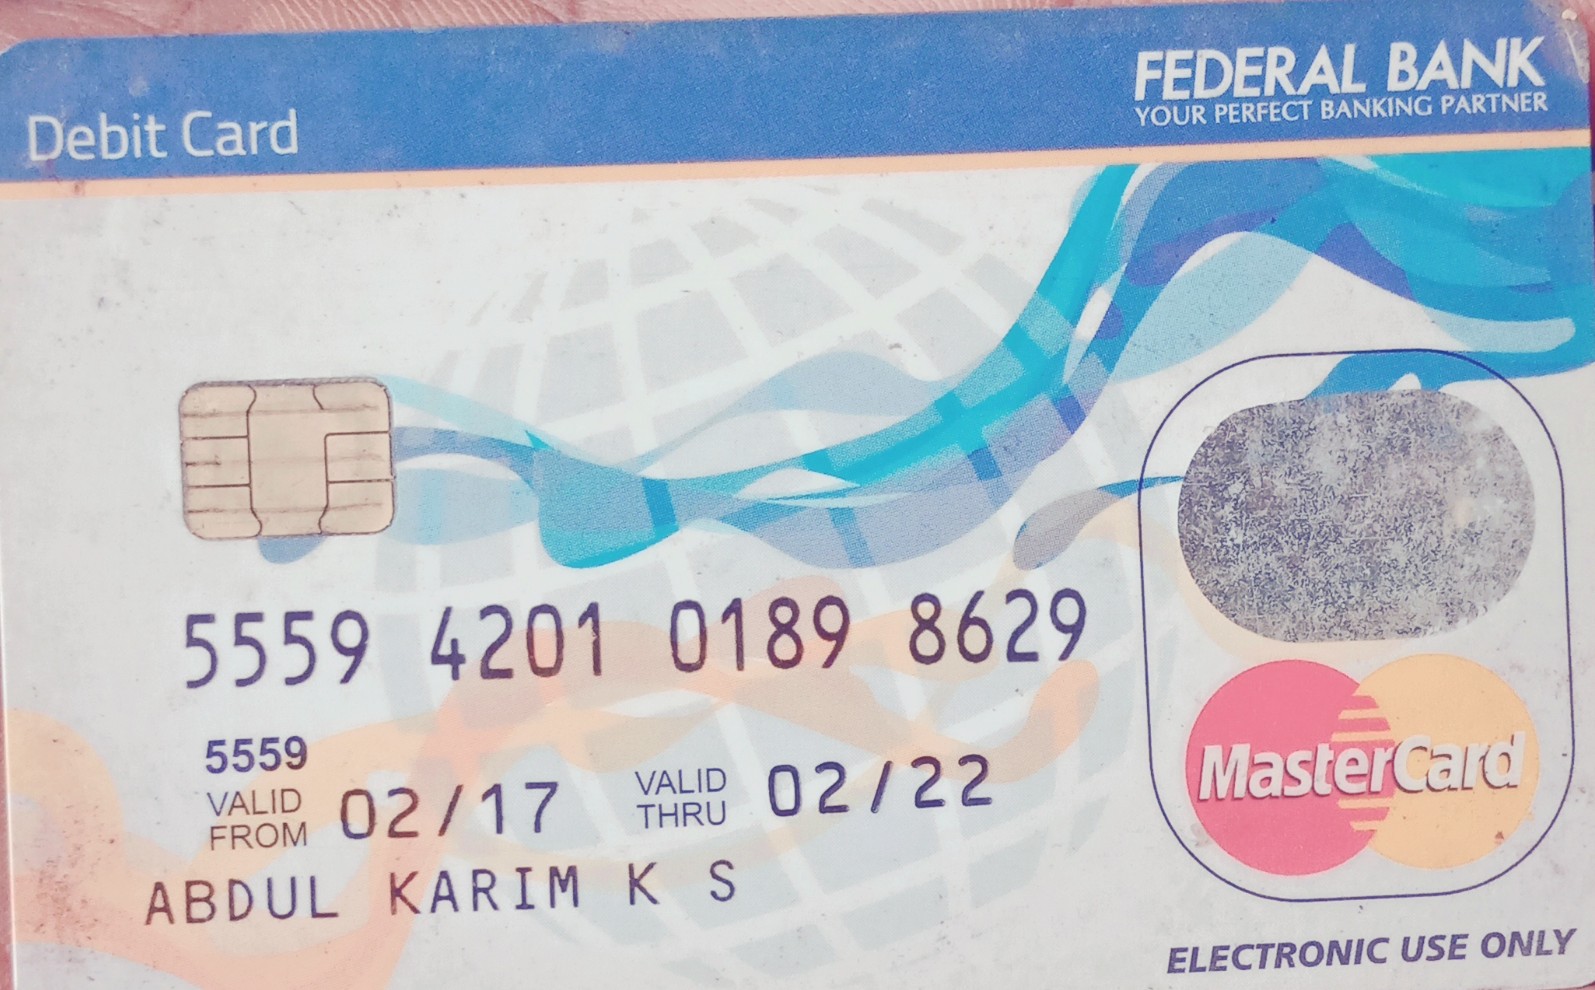 Debit Card
FEDERAL BANK
YOUR PERFECT BANKING PARTNER
5559 4201 0189 8629
5559
VALID FROM 02/17 VALID THRU 02/22
ABDUL KARIM K S
MasterCard
ELECTRONIC USE ONLY